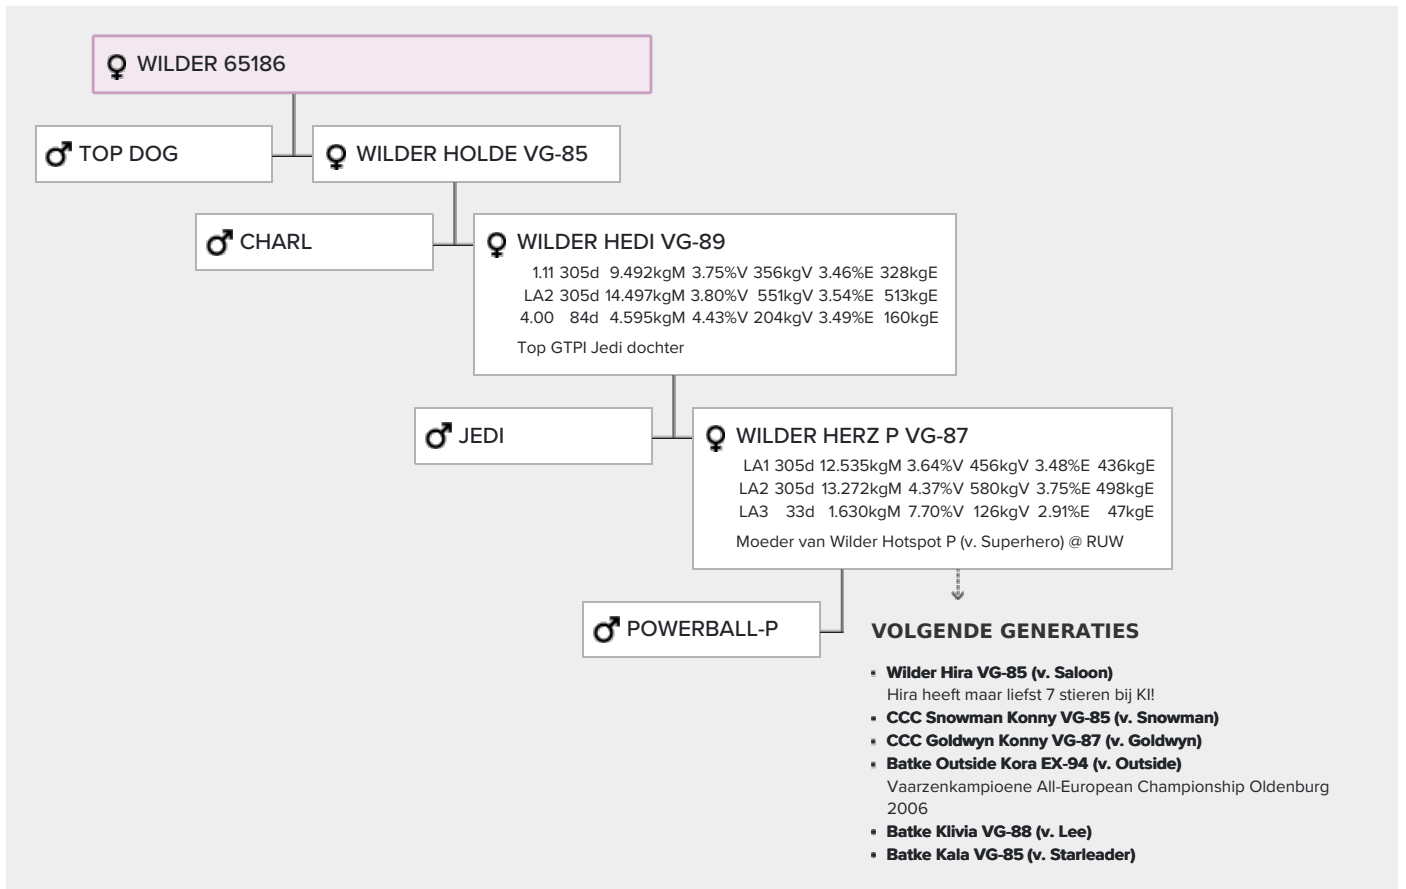 WILDER 65186
TOP DOG
WILDER HOLDE VG-85
CHARL
WILDER HEDI VG-89
1.11 305d 9.492kgM 3.75%V 356kgV 3.46%E 328kgE
LA2 305d 14.497kgM 3.80%V 551kgV 3.54%E 513kgE
4.00 84d 4.595kgM 4.43%V 204kgV 3.49%E 160kgE
Top GTPI Jedi dochter
JEDI
WILDER HERZ P VG-87
LA1 305d 12.535kgM 3.64%V 456kgV 3.48%E 436kgE
LA2 305d 13.272kgM 4.37%V 580kgV 3.75%E 498kgE
LA3 33d 1.630kgM 7.70%V 126kgV 2.91%E 47kgE
Moeder van Wilder Hotspot P (v. Superhero) @ RUW
POWERBALL-P
VOLGENDE GENERATIES
Wilder Hira VG-85 (v. Saloon)
Hira heeft maar liefst 7 stieren bij KI!
CCC Snowman Konny VG-85 (v. Snowman)
CCC Goldwyn Konny VG-87 (v. Goldwyn)
Batke Outside Kora EX-94 (v. Outside)
Vaarzenkampioene All-European Championship Oldenburg
2006
Batke Klivia VG-88 (v. Lee)
Batke Kala VG-85 (v. Starleader)